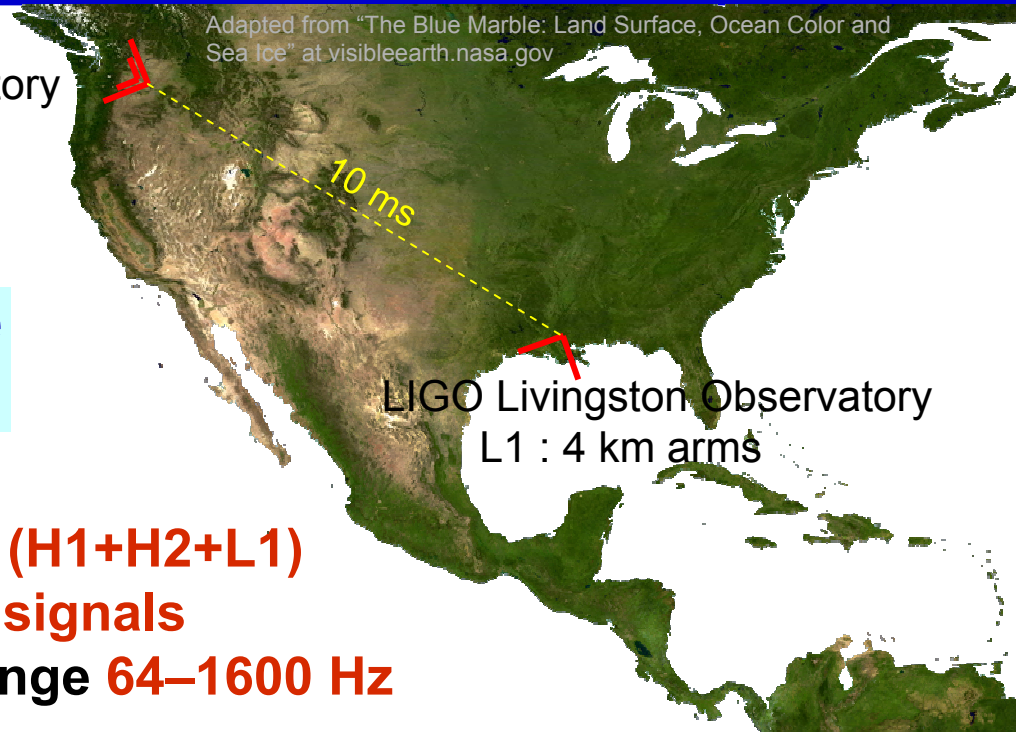 Adapted from “The Blue Marble: Land Surface, Ocean Color and
Sea Ice” at visibleearth.nasa.gov
tory
10 ms
LIGO Livingston Observatory
L1 : 4 km arms
(H1+H2+L1)
signals
nge 64–1600 Hz